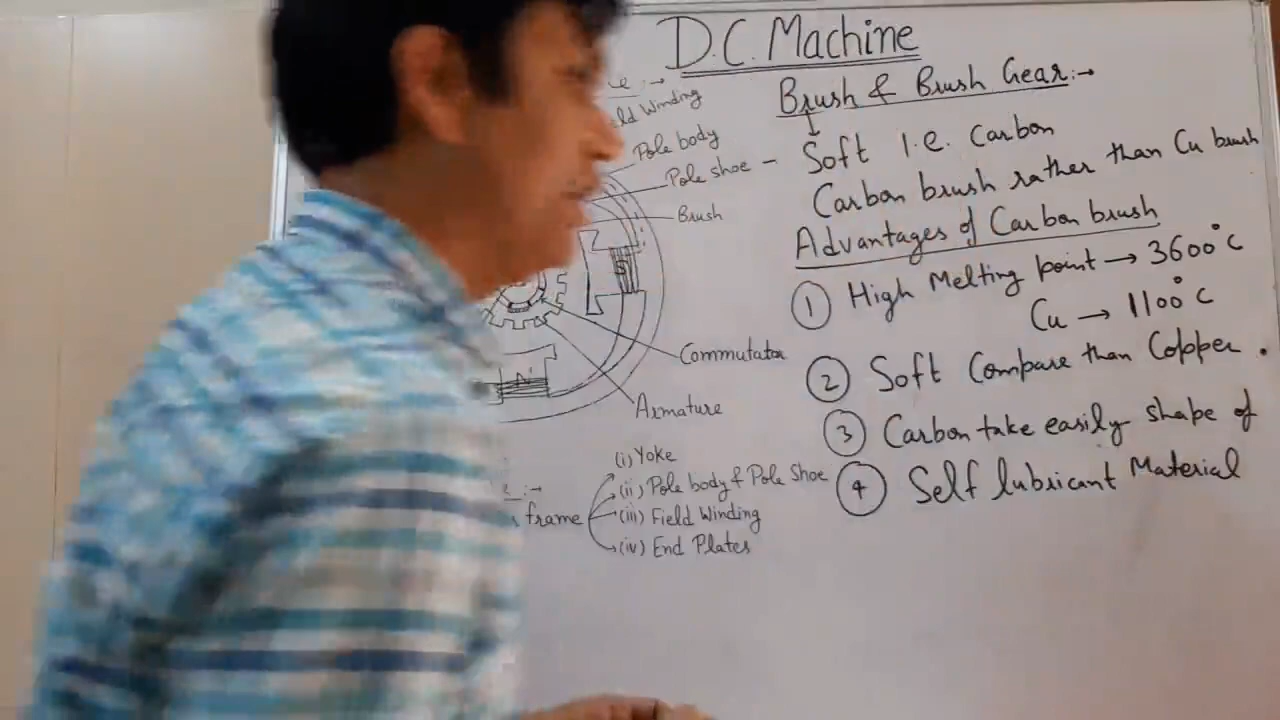 D.C. Machine
ld Winding
Pole body
Pole shoe -
Brush
S
N
Commutator
Armature
(i) Yoke
(ii) Pole body & Pole Shoe
frame
(iii) Field Winding
(iv) End Plates
Brush & Brush Gear:→
Soft i.e. Carbon
Carbon brush rather than Cu brush
Advantages of Carbon brush
① High Melting point → 3600°C
Cu → 1100°C
② Soft Compare than Copper.
③ Carbon take easily shape of
④ Self lubricant Material